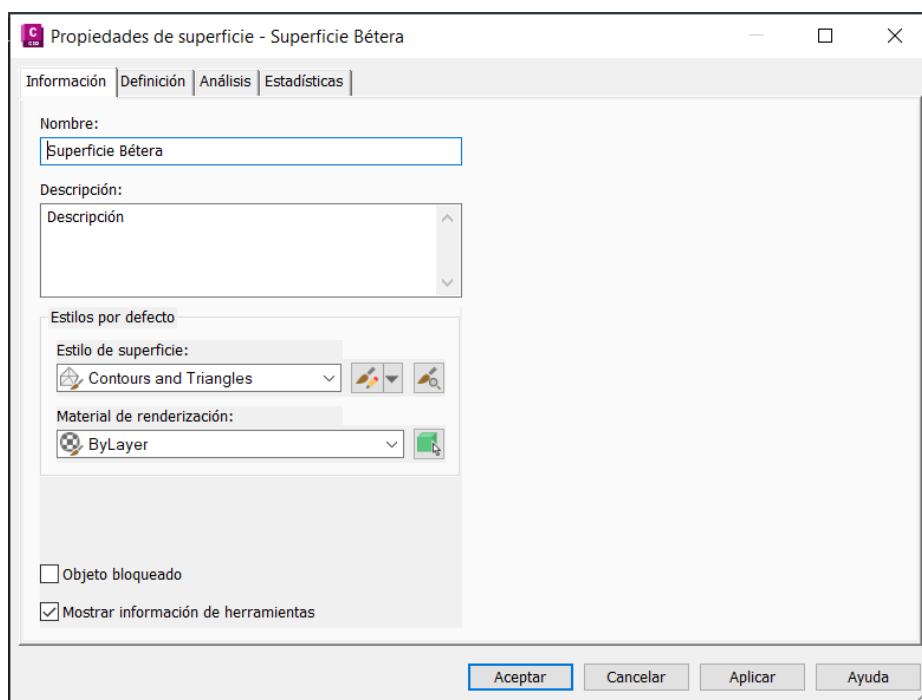 C
C3D
Propiedades de superficie - Superficie Bétera
Información Definición Análisis Estadísticas
Nombre:
Superficie Bétera
Descripción:
Descripción
Estilos por defecto
Estilo de superficie:
Contours and Triangles
Material de renderización:
ByLayer
Objeto bloqueado
Mostrar información de herramientas
Aceptar Cancelar Aplicar Ayuda